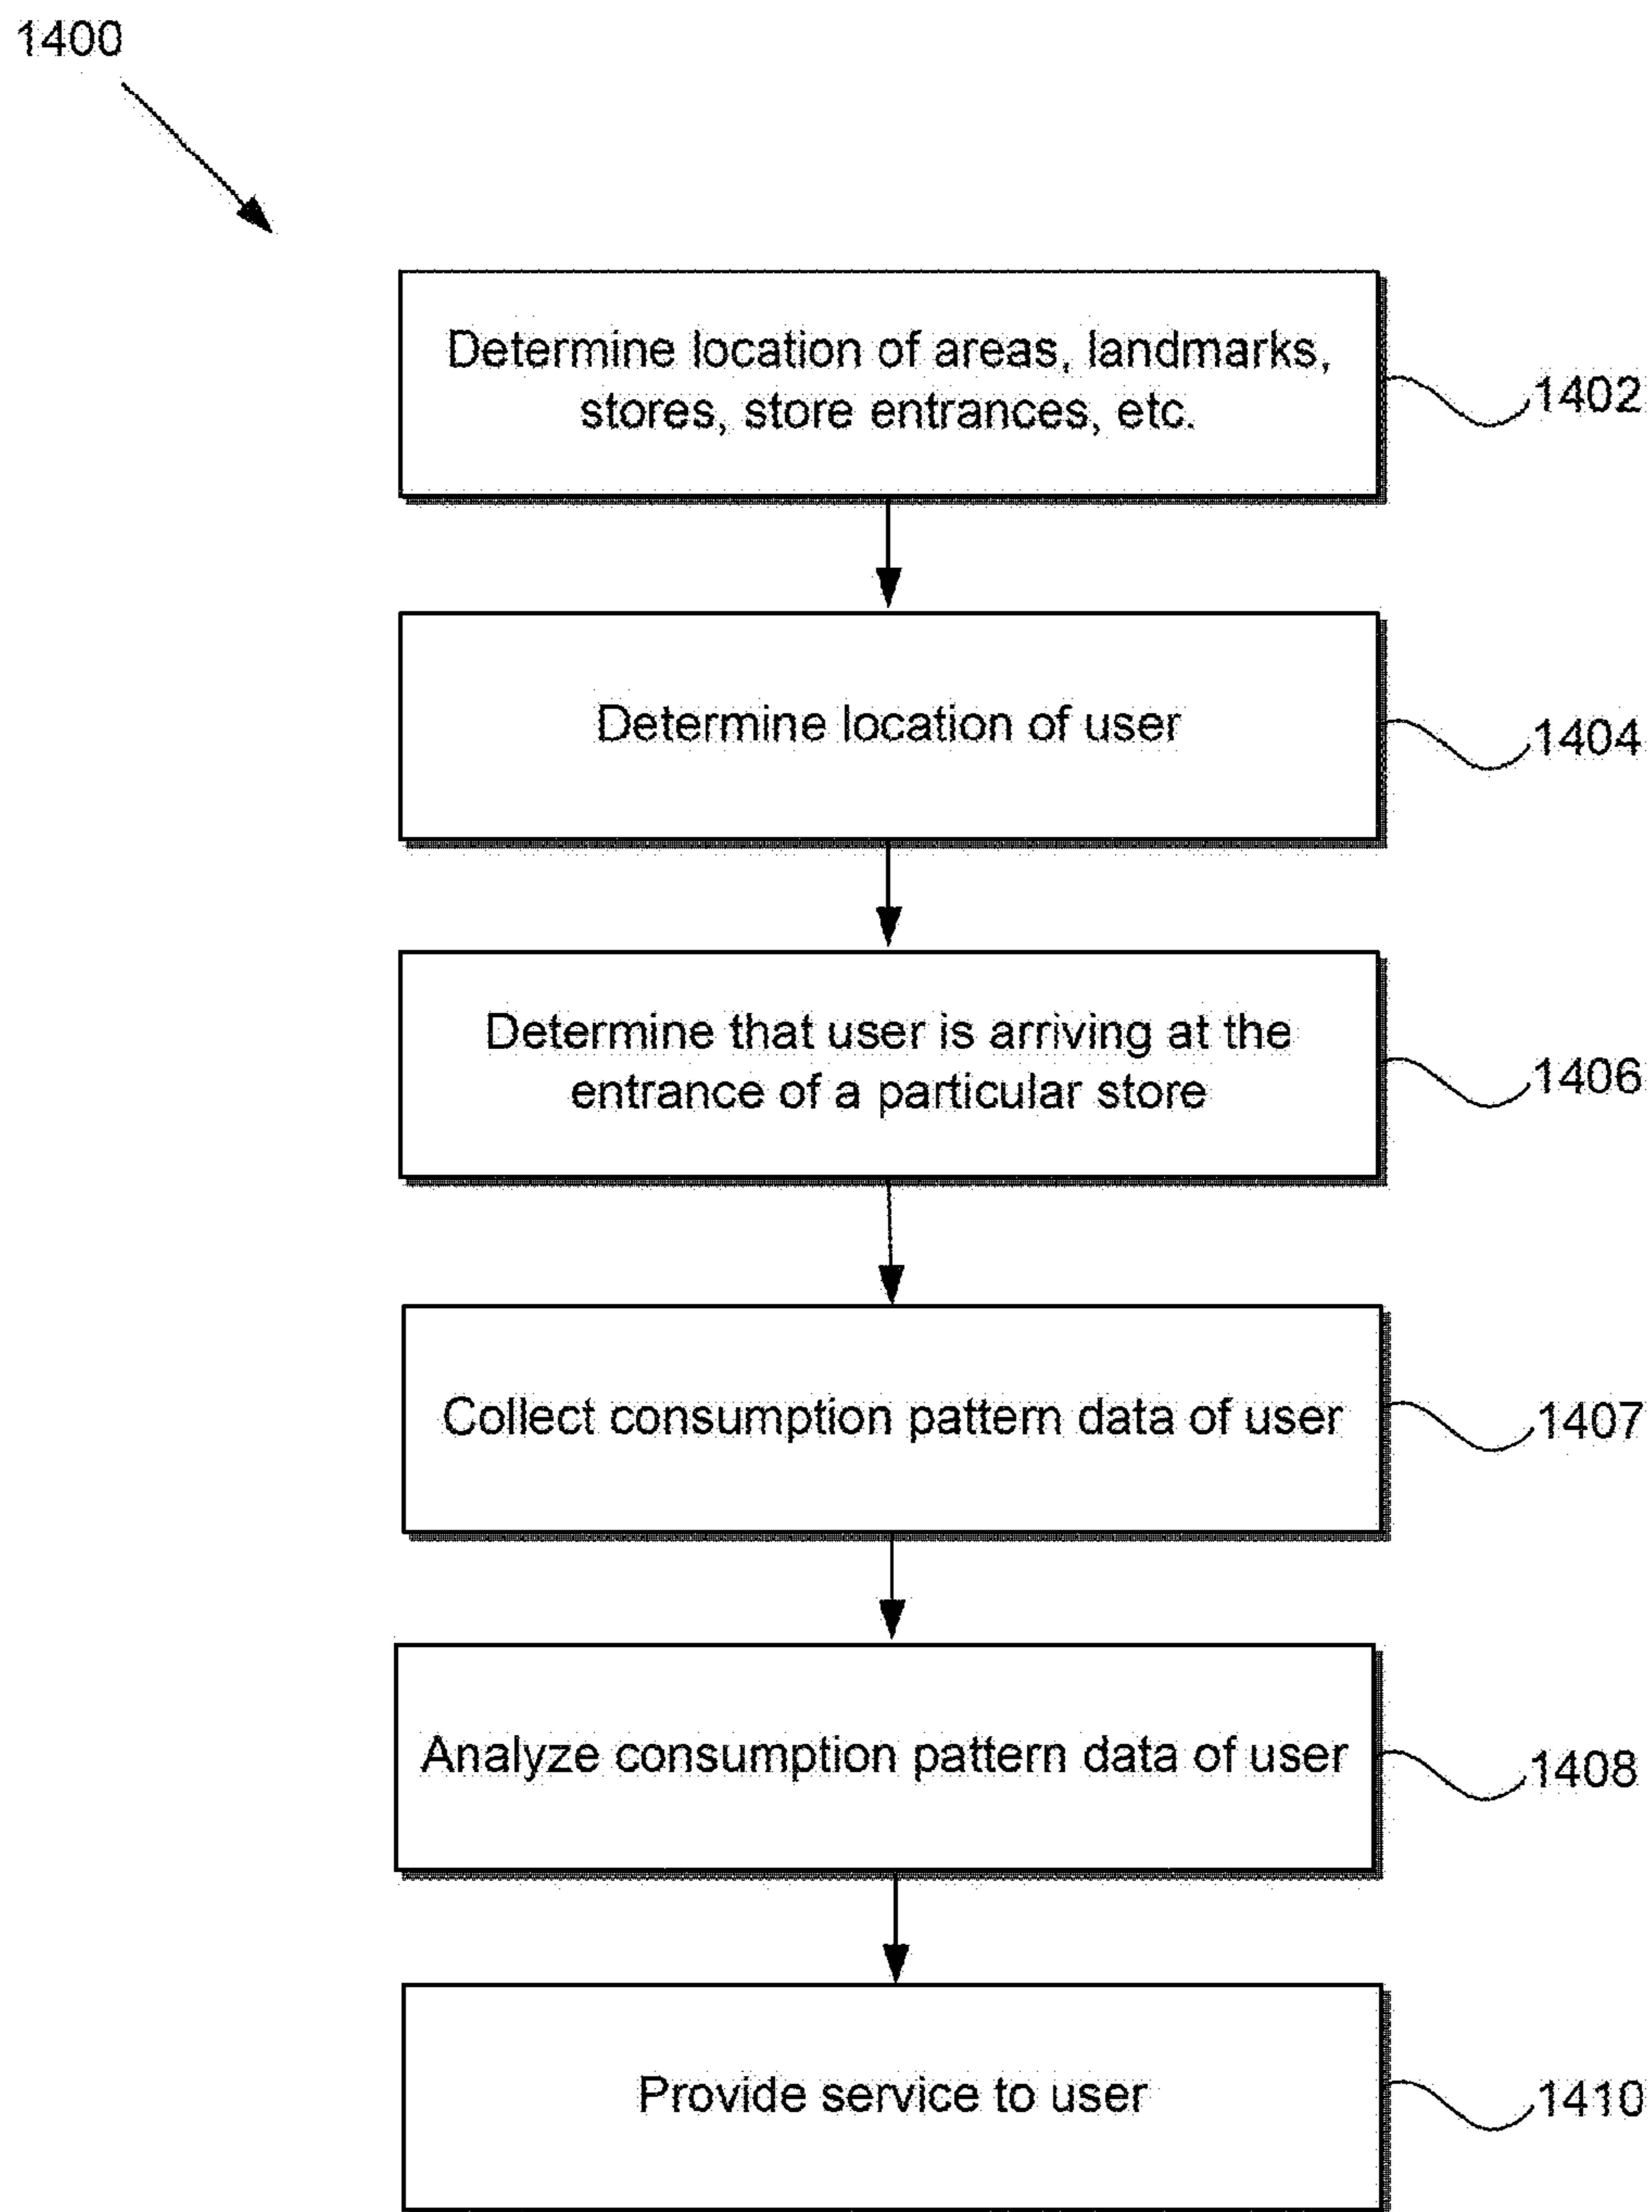 1400
Determine location of areas, landmarks,
stores, store entrances, etc.
1402
Determine location of user
1404
Determine that user is arriving at the
entrance of a particular store
1406
Collect consumption pattern data of user
1407
Analyze consumption pattern data of user
1408
Provide service to user
1410